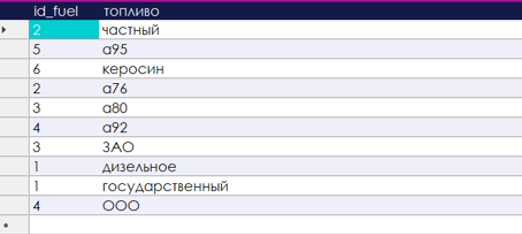 id_fuel топливо
2 частный
5 а95
6 керосин
2 а76
3 а80
4 а92
3 ЗАО
1 дизельное
1 государственный
4 ООО